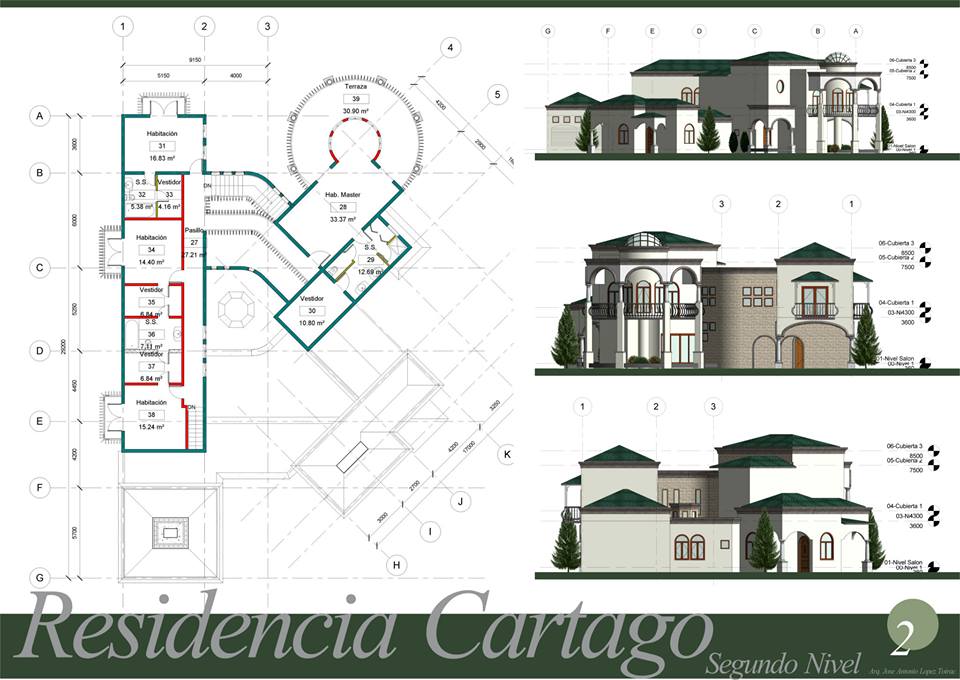 1 2 3
9150
5150 4000
4
5
4200
2900
A
B
C
D
E
F
G
3600
6000
5250
4450
4200
5700
29000
Habitación
31
16.83 m²
S.S.
32
5.38 m²
Vestidor
33
4.16 m²
DN
Habitación
34
14.40 m²
Pasillo
27
27.21 m²
Vestidor
35
6.84 m²
S.S.
36
7.11 m²
Vestidor
37
6.84 m²
Habitación
38
15.24 m²
DN
Terraza
39
30.90 m²
Hab. Master
28
33.37 m²
S.S.
29
12.69 m²
Vestidor
30
10.80 m²
3250
4200
17000
2700
3000
K
J
I
H
G F E D C B A
06-Cubierta 3
8500
05-Cubierta 2
7500
04-Cubierta 1
03-N4300
3600
01-Nivel Salon
00-Nivel 1
3 2 1
06-Cubierta 3
8500
05-Cubierta 2
7500
04-Cubierta 1
03-N4300
3600
01-Nivel Salon
00-Nivel 1
1 2 3
06-Cubierta 3
8500
05-Cubierta 2
7500
04-Cubierta 1
03-N4300
3600
01-Nivel Salon
00-Nivel 1
Residencia Cartago
Segundo Nivel
2
Arq. Jose Antonio Lopez